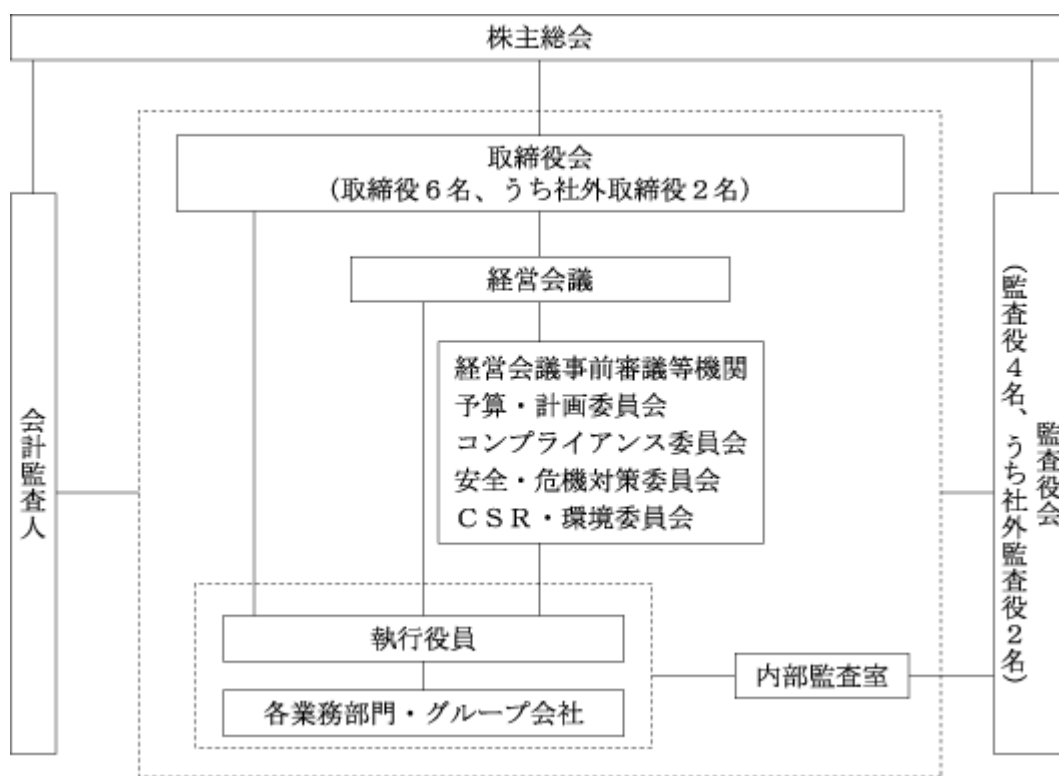 株主総会
取締役会
(取締役６名、うち社外取締役２名)
経営会議
経営会議事前審議等機関
予算・計画委員会
コンプライアンス委員会
安全・危機対策委員会
ＣＳＲ・環境委員会
会計監査人
監査役会
(監査役４名、うち社外監査役２名)
執行役員
内部監査室
各業務部門・グループ会社